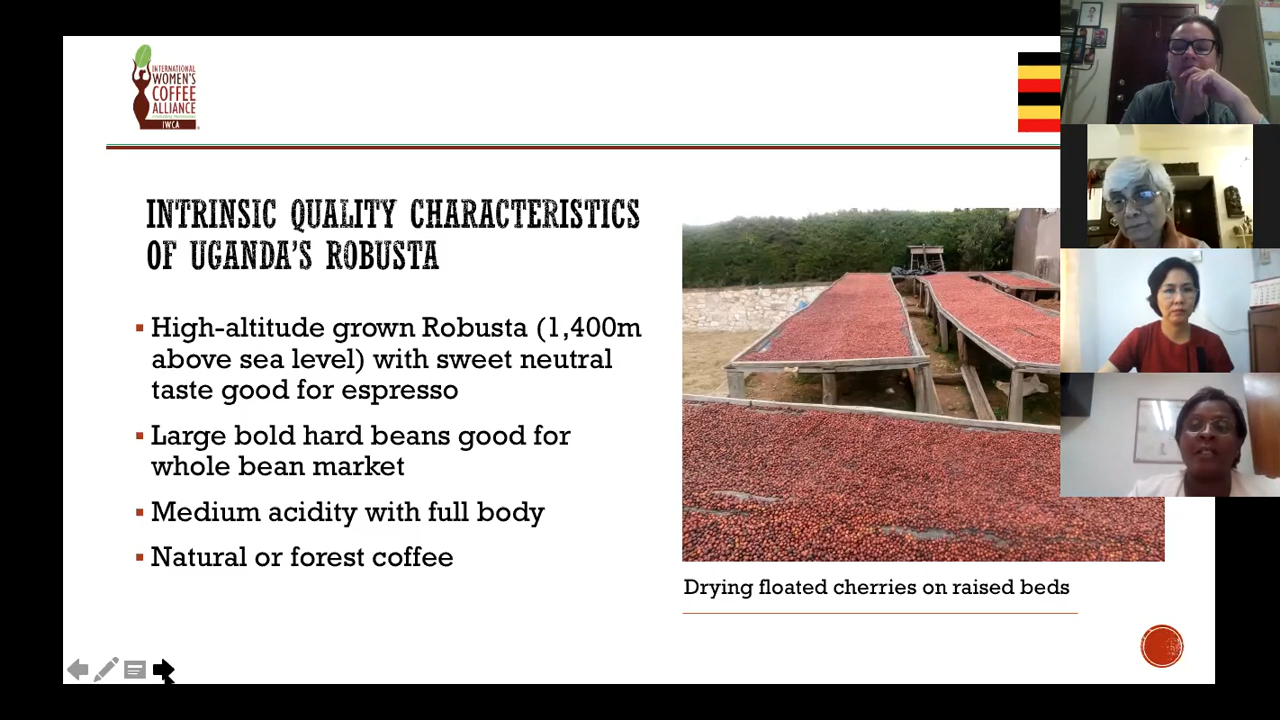 INTERNATIONAL
WOMEN'S
COFFEE
ALLIANCE
IWCA
INTRINSIC QUALITY CHARACTERISTICS
OF UGANDA'S ROBUSTA
▪ High-altitude grown Robusta (1,400m
above sea level) with sweet neutral
taste good for espresso
▪ Large bold hard beans good for
whole bean market
▪ Medium acidity with full body
▪ Natural or forest coffee
Drying floated cherries on raised beds